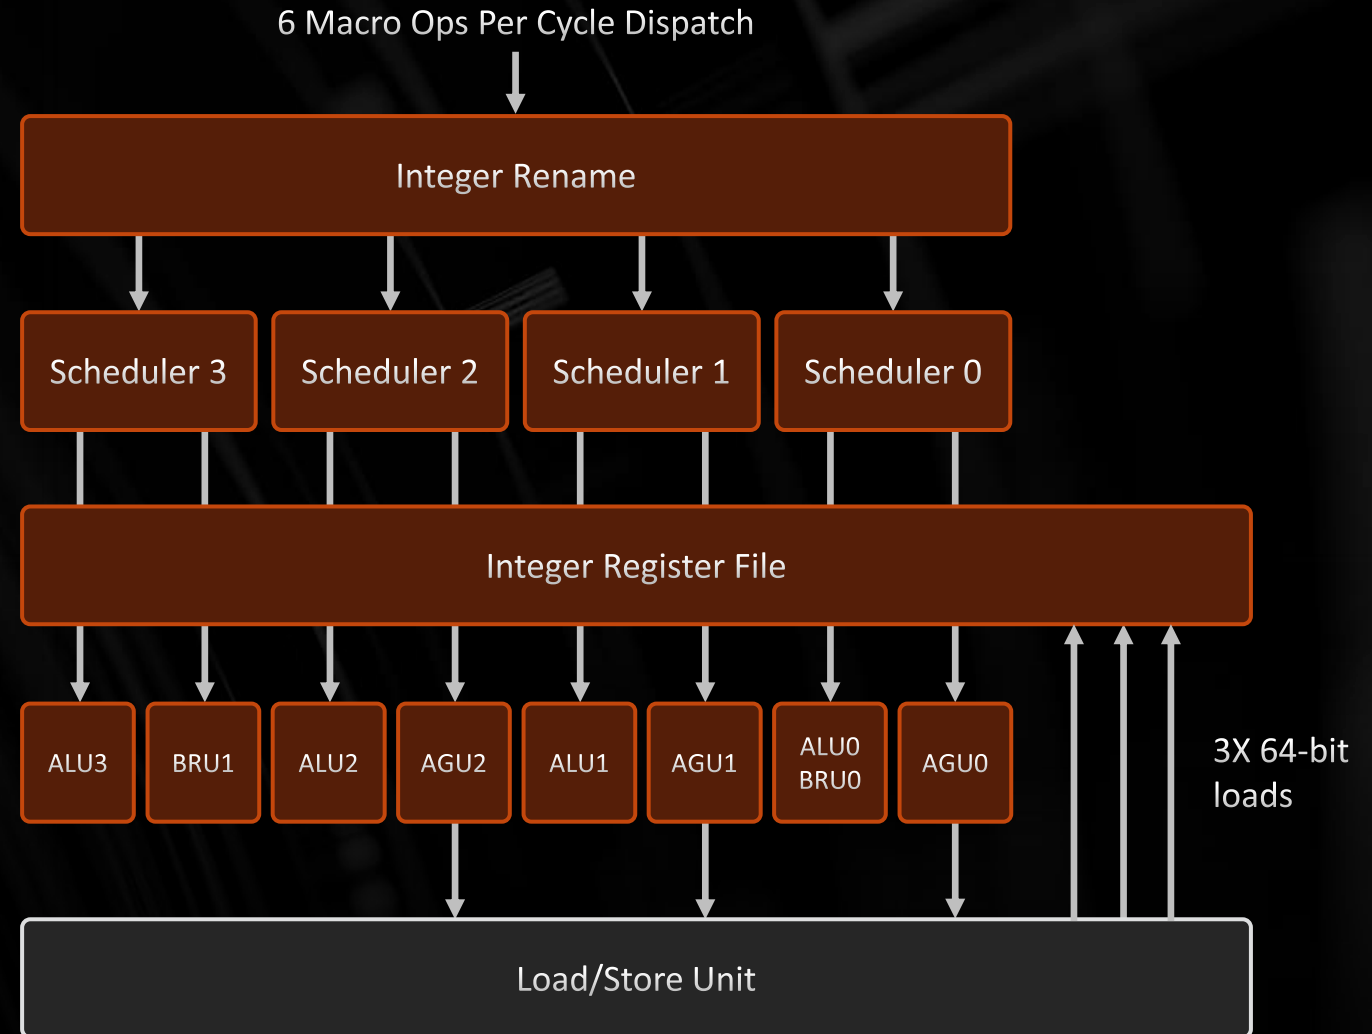 6 Macro Ops Per Cycle Dispatch
Integer Rename
Scheduler 3
Scheduler 2
Scheduler 1
Scheduler 0
Integer Register File
ALU3
BRU1
ALU2
AGU2
ALU1
AGU1
ALU0
BRU0
AGU0
3X 64-bit
loads
Load/Store Unit